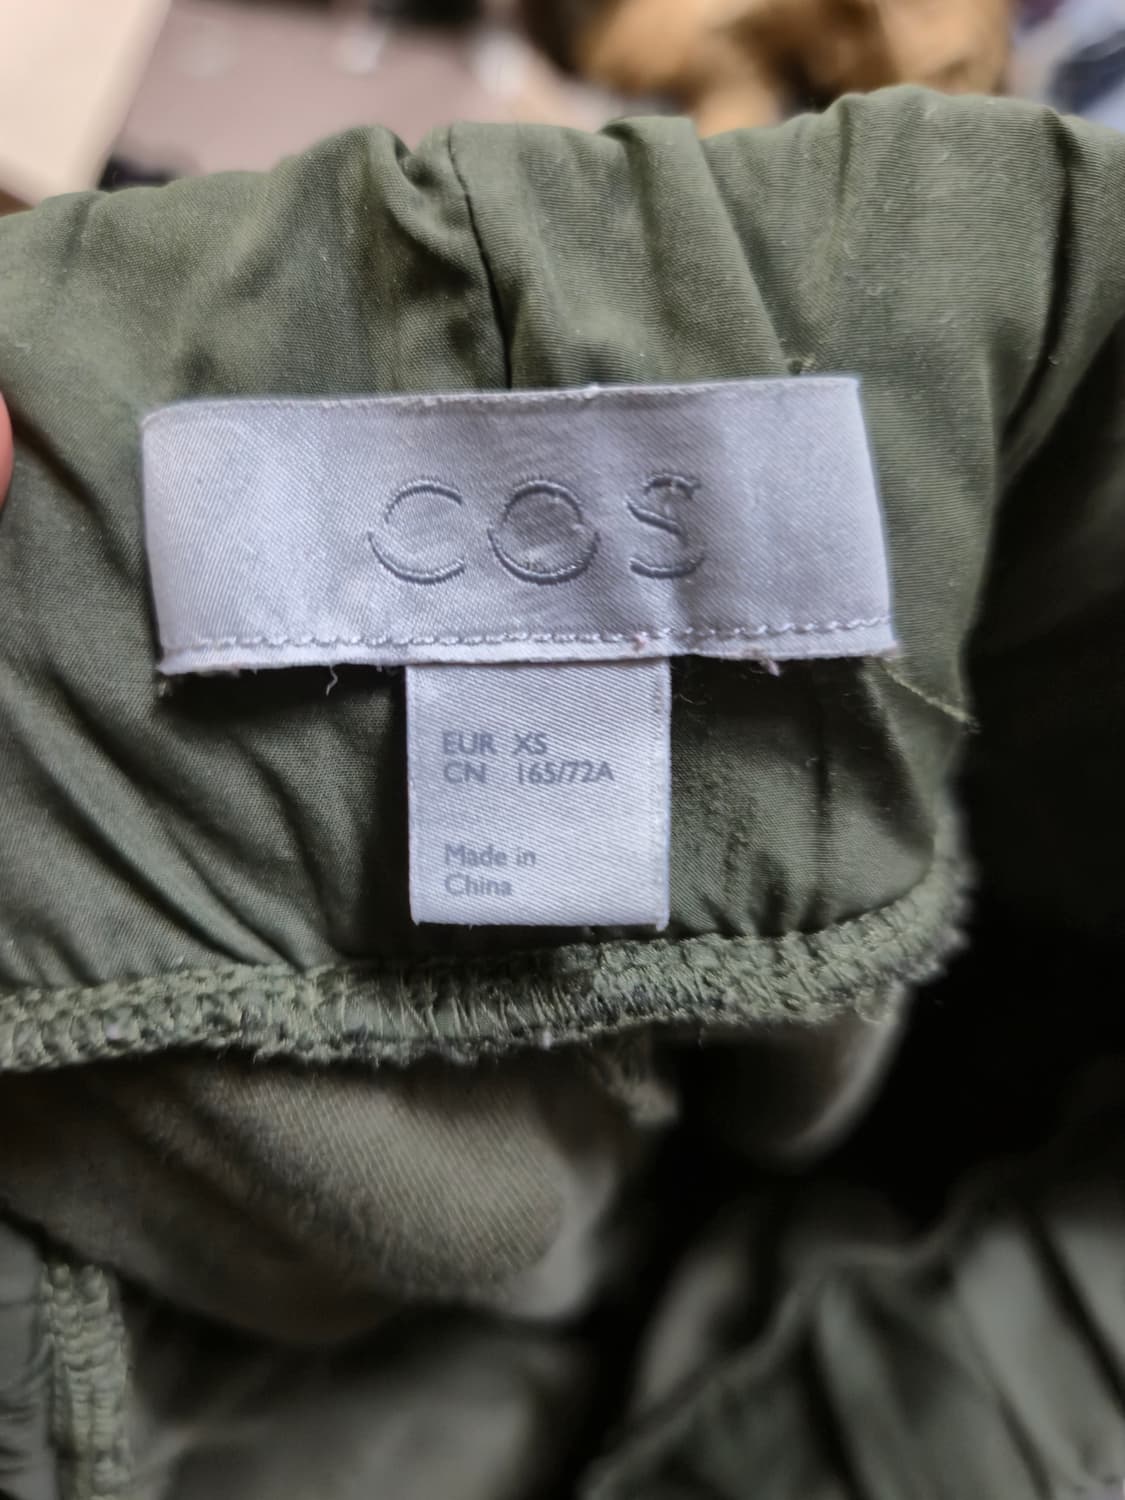 COS
EUR XS
CN 165/72A
Made in
China